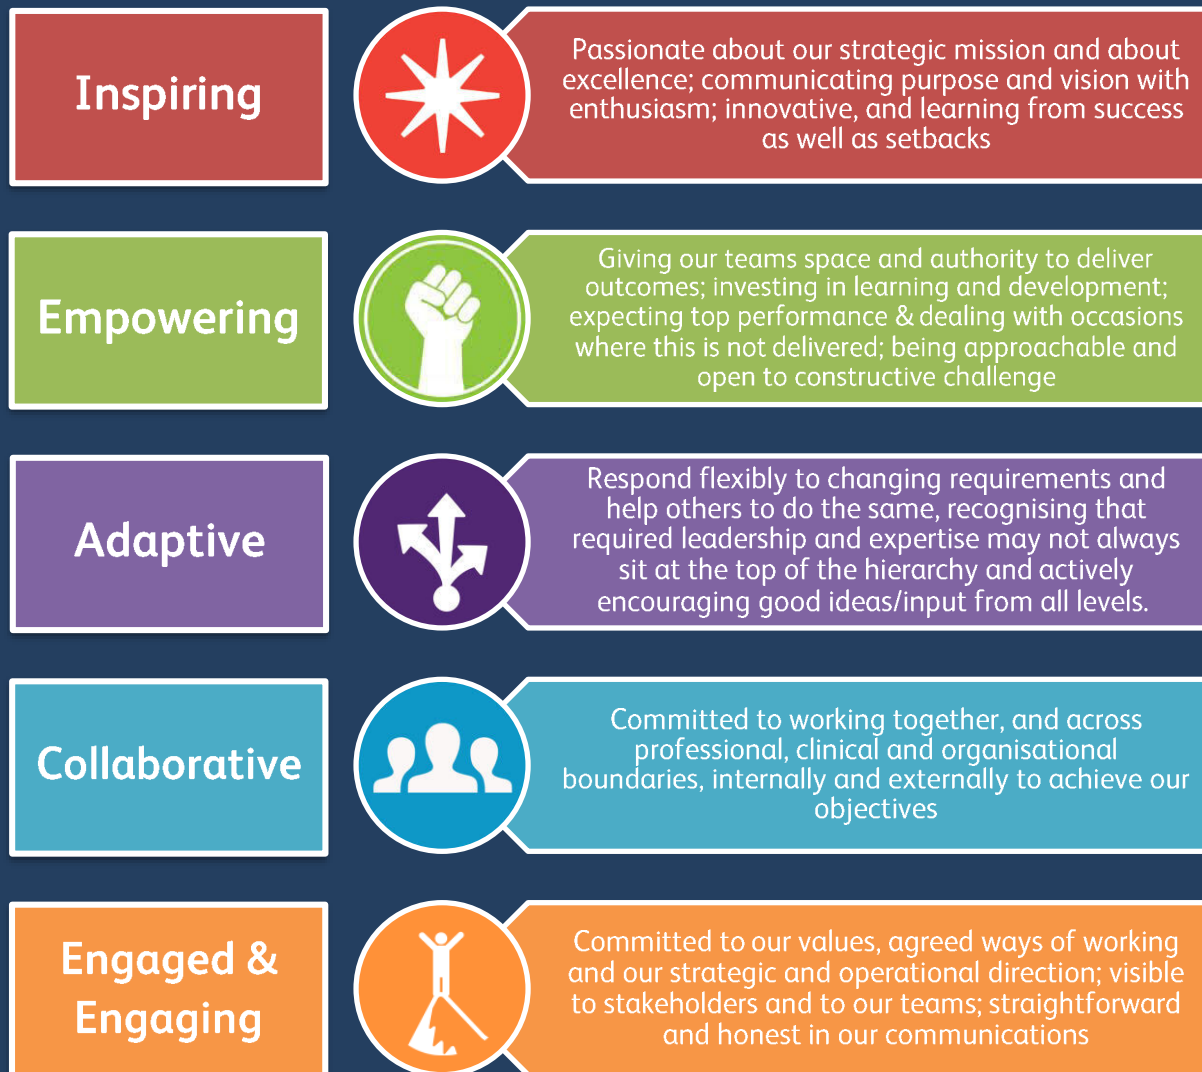 Inspiring
Passionate about our strategic mission and about
excellence; communicating purpose and vision with
enthusiasm; innovative, and learning from success
as well as setbacks
Empowering
Giving our teams space and authority to deliver
outcomes; investing in learning and development;
expecting top performance & dealing with occasions
where this is not delivered; being approachable and
open to constructive challenge
Adaptive
Respond flexibly to changing requirements and
help others to do the same, recognising that
required leadership and expertise may not always
sit at the top of the hierarchy and actively
encouraging good ideas/input from all levels.
Collaborative
Committed to working together, and across
professional, clinical and organisational
boundaries, internally and externally to achieve our
objectives
Engaged &
Engaging
Committed to our values, agreed ways of working
and our strategic and operational direction; visible
to stakeholders and to our teams; straightforward
and honest in our communications